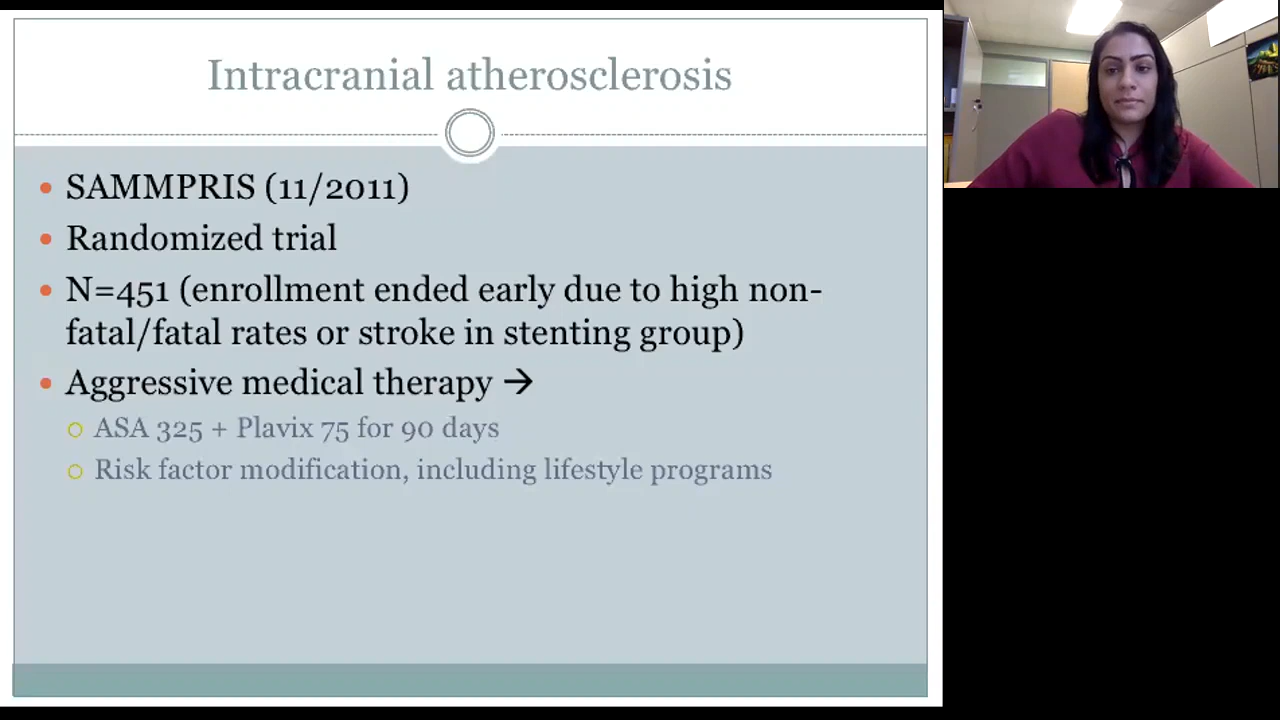 Intracranial atherosclerosis
• SAMMPRIS (11/2011)
• Randomized trial
• N=451 (enrollment ended early due to high non-
fatal/fatal rates or stroke in stenting group)
• Aggressive medical therapy →
○ ASA 325 + Plavix 75 for 90 days
○ Risk factor modification, including lifestyle programs